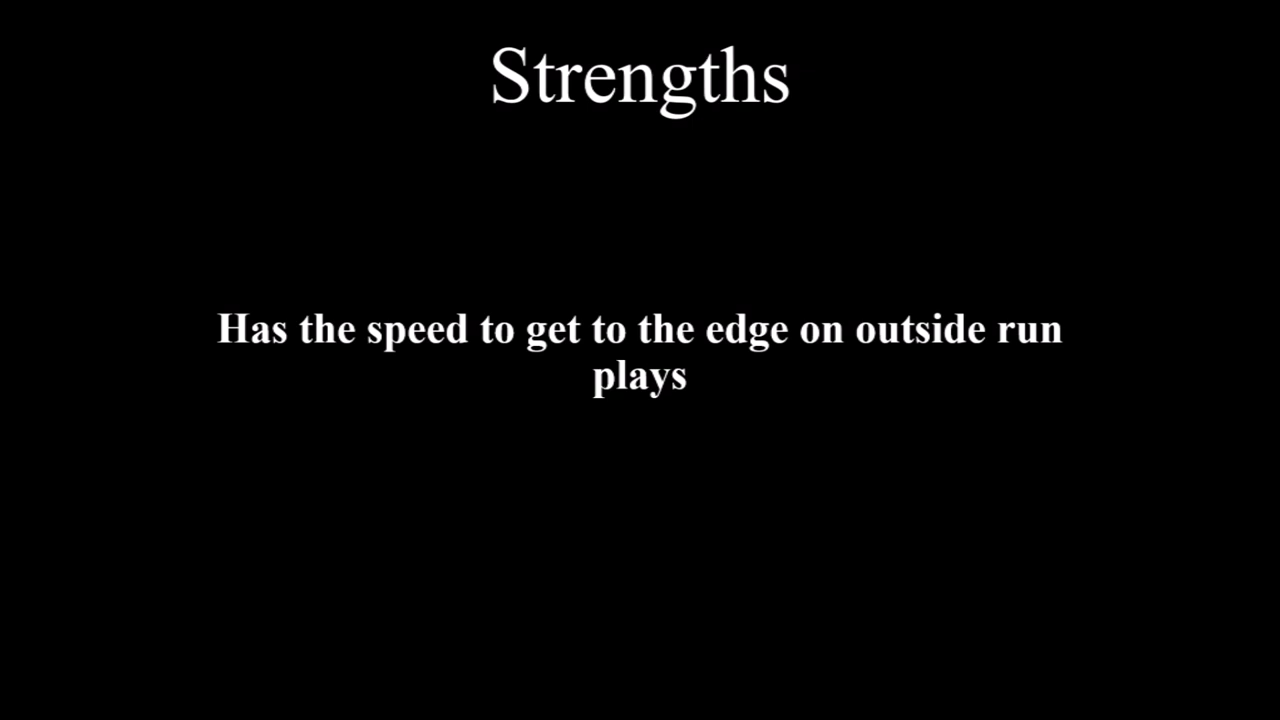 Strengths
Has the speed to get to the edge on outside run
plays